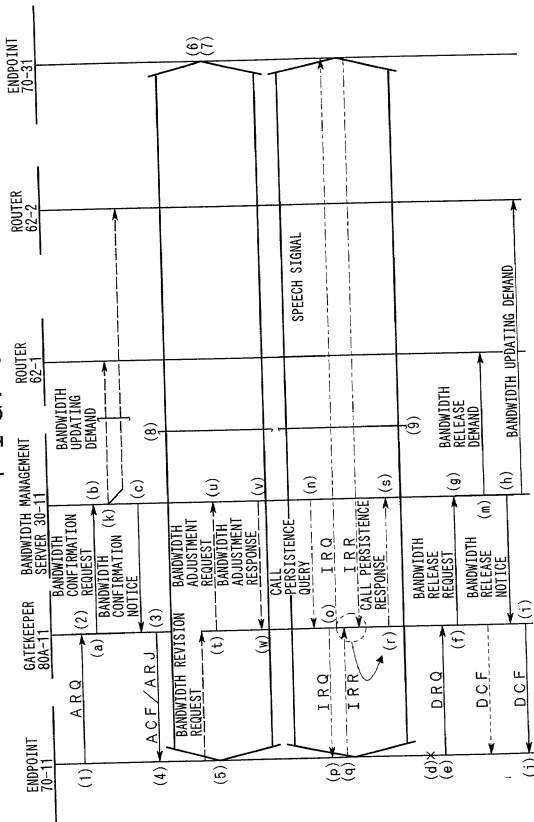 FIG.
ENDPOINT
70-11
GATEKEEPER
80A-11
BANDWIDTH MANAGEMENT
SERVER 30-11
ROUTER
62-1
ROUTER
62-2
ENDPOINT
70-31
(1)
ARQ
(2)
(a)
BANDWIDTH
CONFIRMATION
REQUEST
(b)
BANDWIDTH
UPDATING
DEMAND
(k)
BANDWIDTH
CONFIRMATION
NOTICE
(c)
(3)
ACF/ARJ
(4)
(8)
BANDWIDTH REVISION
REQUEST
(5)
(t)
BANDWIDTH
ADJUSTMENT
REQUEST
(u)
BANDWIDTH
ADJUSTMENT
RESPONSE
(v)
(w)
(6)
(7)
CALL
PERSISTENCE
QUERY
(n)
SPEECH SIGNAL
IRQ
(o)
IRQ
(p)
(q)
IRR
IRR
(r)
CALL PERSISTENCE
RESPONSE
(s)
(9)
(d)
(e)
DRQ
(f)
BANDWIDTH
RELEASE
REQUEST
(g)
BANDWIDTH
RELEASE
DEMAND
(m)
DCF
BANDWIDTH
RELEASE
NOTICE
(h)
BANDWIDTH UPDATING DEMAND
(i)
DCF
(j)